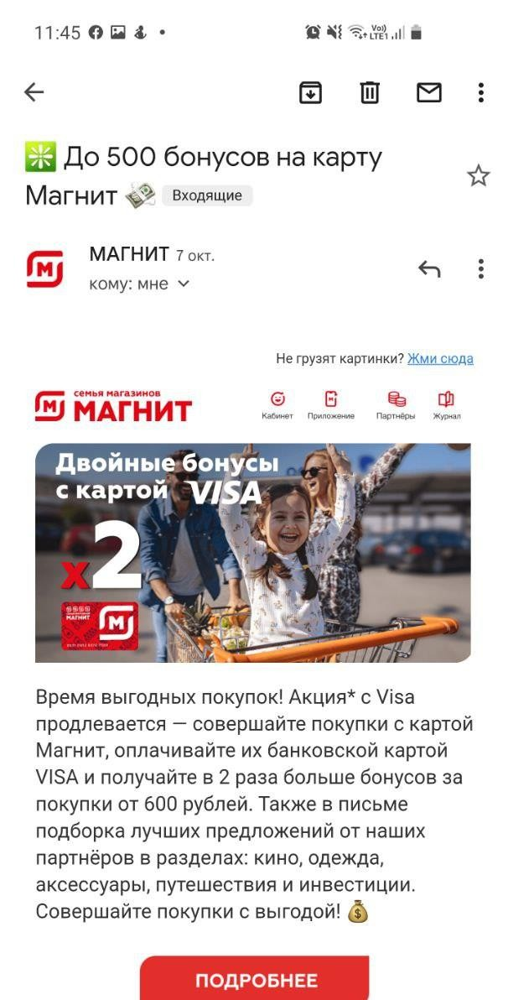 11:45
Vo))
LTE1
До 500 бонусов на карту
Магнит
Входящие
МАГНИТ 7 окт.
кому: мне
Не грузят картинки? Жми сюда
семья магазинов
МАГНИТ
Кабинет Приложение Партнёры Журнал
Двойные бонусы
с картой VISA
x2
МАГНИТ
Время выгодных покупок! Акция* с Visa
продлевается — совершайте покупки с картой
Магнит, оплачивайте их банковской картой
VISA и получайте в 2 раза больше бонусов за
покупки от 600 рублей. Также в письме
подборка лучших предложений от наших
партнёров в разделах: кино, одежда,
аксессуары, путешествия и инвестиции.
Совершайте покупки с выгодой!
ПОДРОБНЕЕ